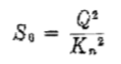 S₀ = Q² / Kₙ²